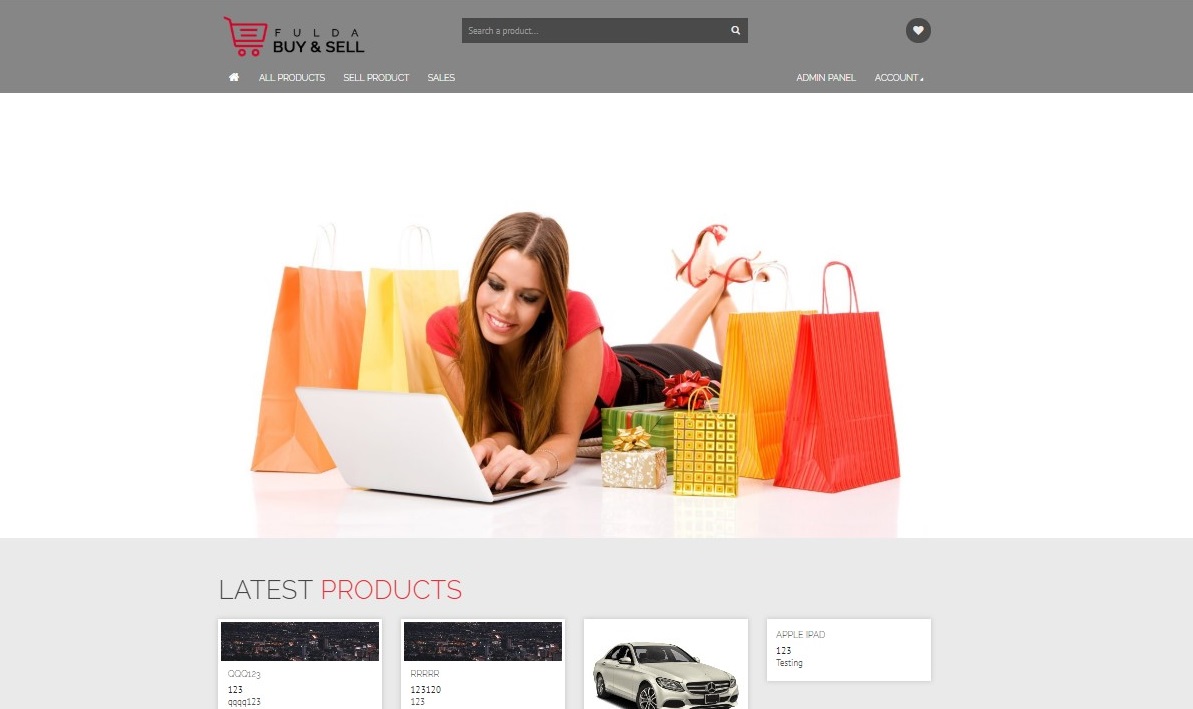 FULDA
BUY & SELL
Search a product...
ALL PRODUCTS SELL PRODUCT SALES ADMIN PANEL ACCOUNT
LATEST PRODUCTS
QQQ123
123
qqqq123
RRRRR
123120
123
APPLE IPAD
123
Testing